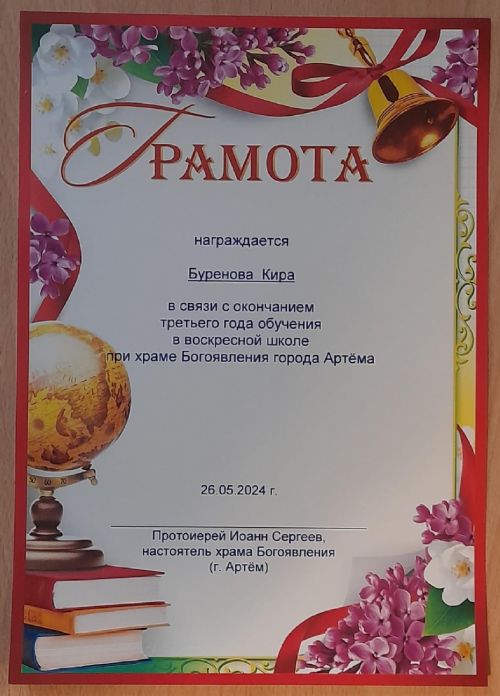 ГРАМОТА
награждается
Буренова Кира
в связи с окончанием
третьего года обучения
в воскресной школе
при храме Богоявления города Артёма
26.05.2024 г.
Протоиерей Иоанн Сергеев,
настоятель храма Богоявления
(г. Артём)